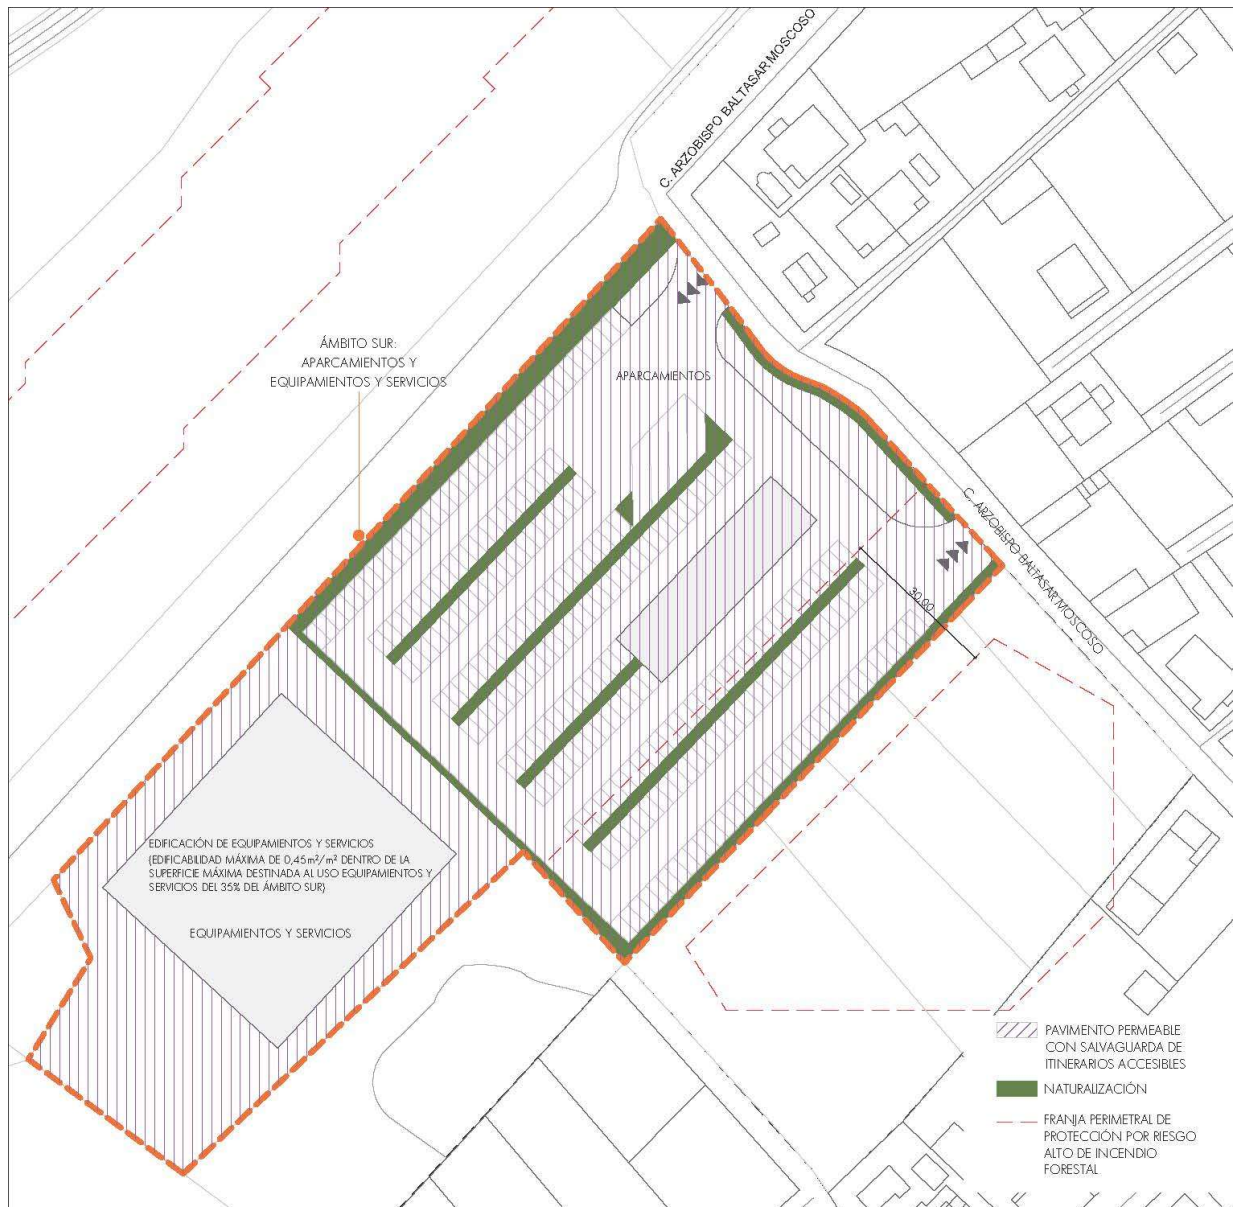 C. ARZOBISPO BALTASAR MOSCOSO
ÁMBITO SUR:
APARCAMIENTOS Y
EQUIPAMIENTOS Y SERVICIOS
APARCAMIENTOS
C. ARZOBISPO BALTASAR MOSCOSO
30,00
EDIFICACIÓN DE EQUIPAMIENTOS Y SERVICIOS
(EDIFICABILIDAD MÁXIMA DE 0,45m²/m² DENTRO DE LA
SUPERFICIE MÁXIMA DESTINADA AL USO EQUIPAMIENTOS Y
SERVICIOS DEL 35% DEL ÁMBITO SUR)
EQUIPAMIENTOS Y SERVICIOS
PAVIMENTO PERMEABLE
CON SALVAGUARDA DE
ITINERARIOS ACCESIBLES
NATURALIZACIÓN
FRANJA PERIMETRAL DE
PROTECCIÓN POR RIESGO
ALTO DE INCENDIO
FORESTAL